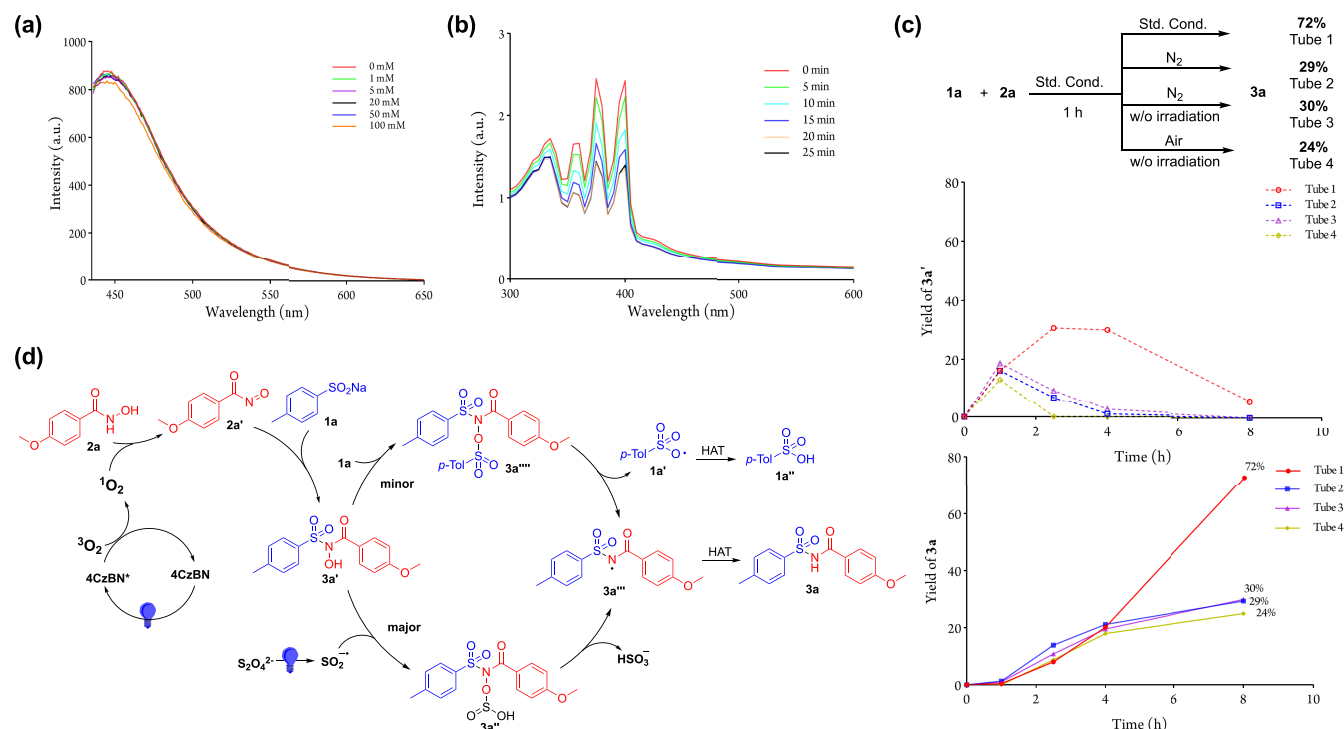 (a)
1000
800
600
400
200
0
Intensity (a.u.)
0 mM
1 mM
5 mM
20 mM
50 mM
100 mM
450
500
550
600
650
Wavelength (nm)
(b)
3
2
1
0
Intensity (a.u.)
0 min
5 min
10 min
15 min
20 min
25 min
300
400
500
600
Wavelength (nm)
(c)
1a + 2a
Std. Cond.
1 h
Std. Cond.
N2
N2
w/o irradiation
Air
w/o irradiation
3a
72%
Tube 1
29%
Tube 2
30%
Tube 3
24%
Tube 4
80
60
40
20
0
Yield of 3a'
Tube 1
Tube 2
Tube 3
Tube 4
0 2 4 6 8 10
Time (h)
80
60
40
20
0
Yield of 3a
72%
30%
29%
24%
Tube 1
Tube 2
Tube 3
Tube 4
0 2 4 6 8 10
Time (h)
(d)
O
N
H
OH
O
2a
O
N
O
O
2a'
SO2Na
1a
1O2
3O2
4CzBN*
4CzBN
O
S
O
N
OH
O
O
3a'
1a
minor
O
S
O
N
O
O
O
p-Tol
S
O
O
3a''''
O
S
O
p-Tol
O•
1a'
HAT
O
S
O
p-Tol
OH
1a''
O
S
O
N
•
O
O
3a'''
HAT
O
S
O
N
H
O
O
3a
major
S2O42-
SO2−•
O
S
O
N
O
O
O
O
S
OH
3a''
HSO3−